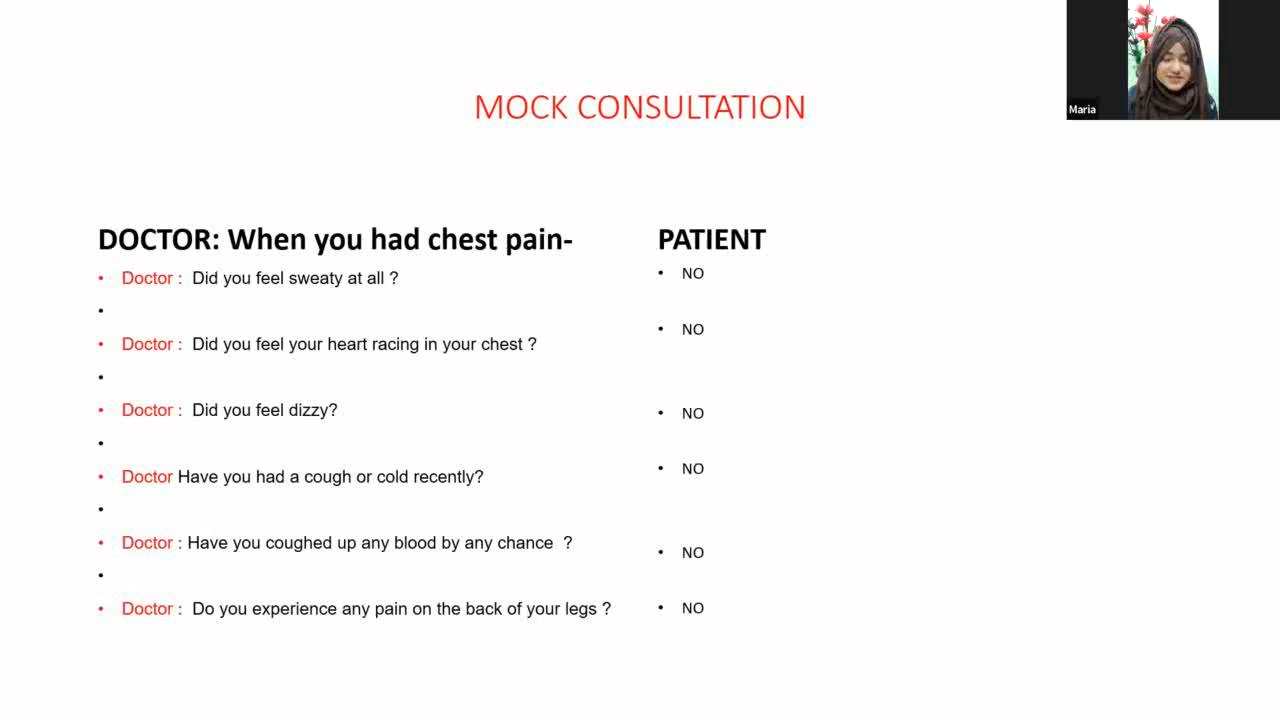 MOCK CONSULTATION
Maria
DOCTOR: When you had chest pain-
• Doctor : Did you feel sweaty at all ?
•
• Doctor : Did you feel your heart racing in your chest ?
•
• Doctor : Did you feel dizzy?
•
• Doctor Have you had a cough or cold recently?
•
• Doctor : Have you coughed up any blood by any chance ?
•
• Doctor : Do you experience any pain on the back of your legs ?
PATIENT
• NO
• NO
• NO
• NO
• NO
• NO